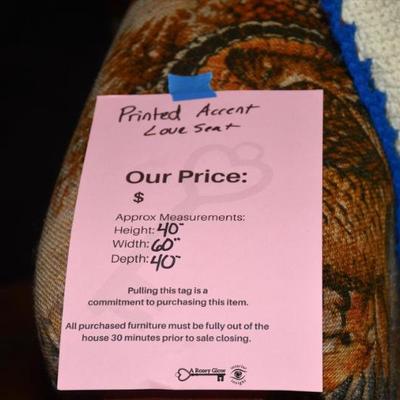 Printed Accent
Love Seat
Our Price:
$
Approx Measurements:
Height: 40"
Width: 60"
Depth: 40"
Pulling this tag is a
commitment to purchasing this item.
All purchased furniture must be fully out of the
house 30 minutes prior to sale closing.
A Rosey Glow